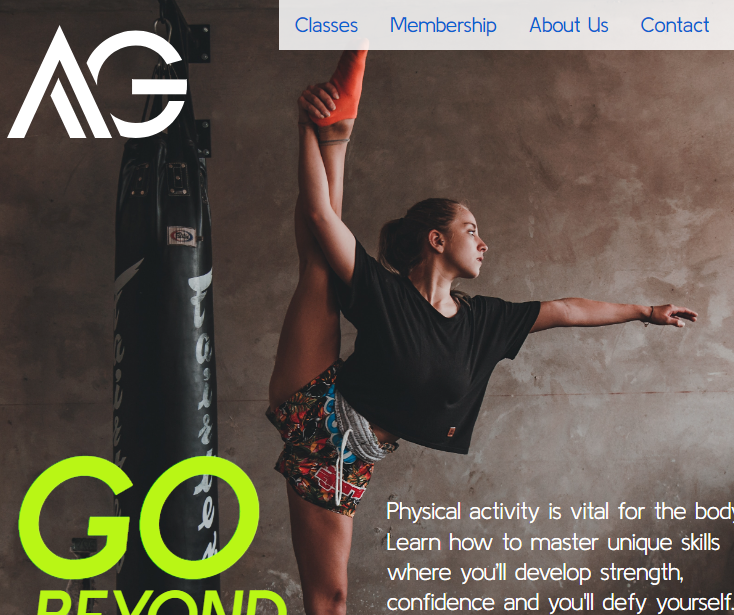 Classes Membership About Us Contact
AG
GO
BEYOND
Physical activity is vital for the body
Learn how to master unique skills
where you'll develop strength,
confidence and you'll defy yourself.